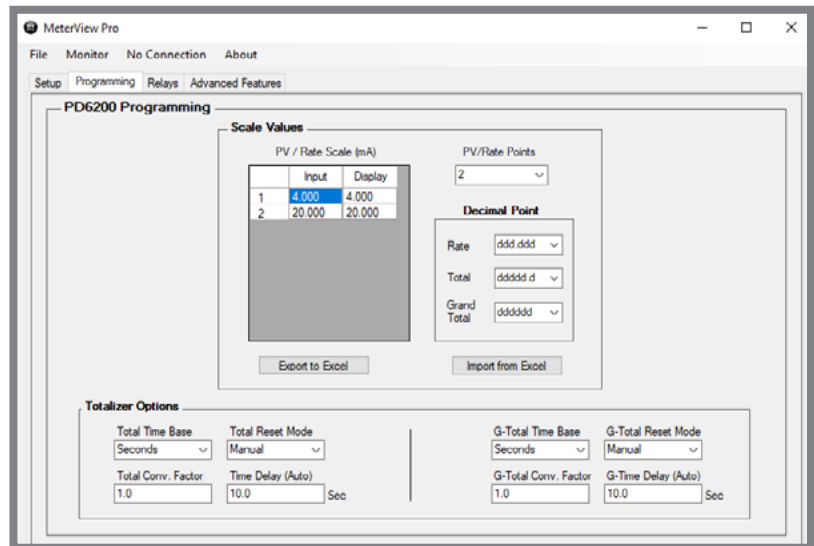 MeterView Pro
File Monitor No Connection About
Setup Programming Relays Advanced Features
PD6200 Programming
Scale Values
PV / Rate Scale (mA)
PV/Rate Points
Input Display
2
1 4.000 4.000
2 20.000 20.000
Decimal Point
Rate ddd.ddd
Total ddddd.d
Grand Total dddddd
Export to Excel
Import from Excel
Totalizer Options
Total Time Base Total Reset Mode G-Total Time Base G-Total Reset Mode
Seconds Manual Seconds Manual
Total Conv. Factor Time Delay (Auto) G-Total Conv. Factor G-Time Delay (Auto)
1.0 10.0 Sec 1.0 10.0 Sec